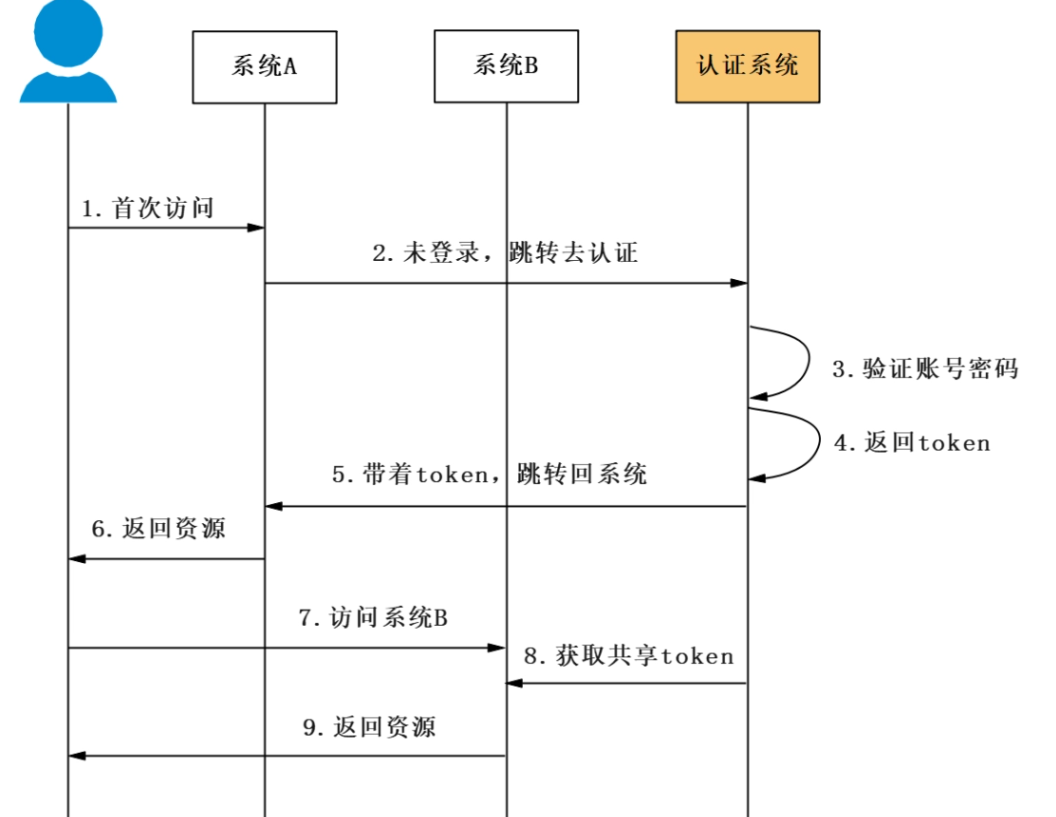 系统A
系统B
认证系统
1.首次访问
2.未登录，跳转去认证
3.验证账号密码
4.返回token
5.带着token，跳转回系统
6.返回资源
7.访问系统B
8.获取共享token
9.返回资源